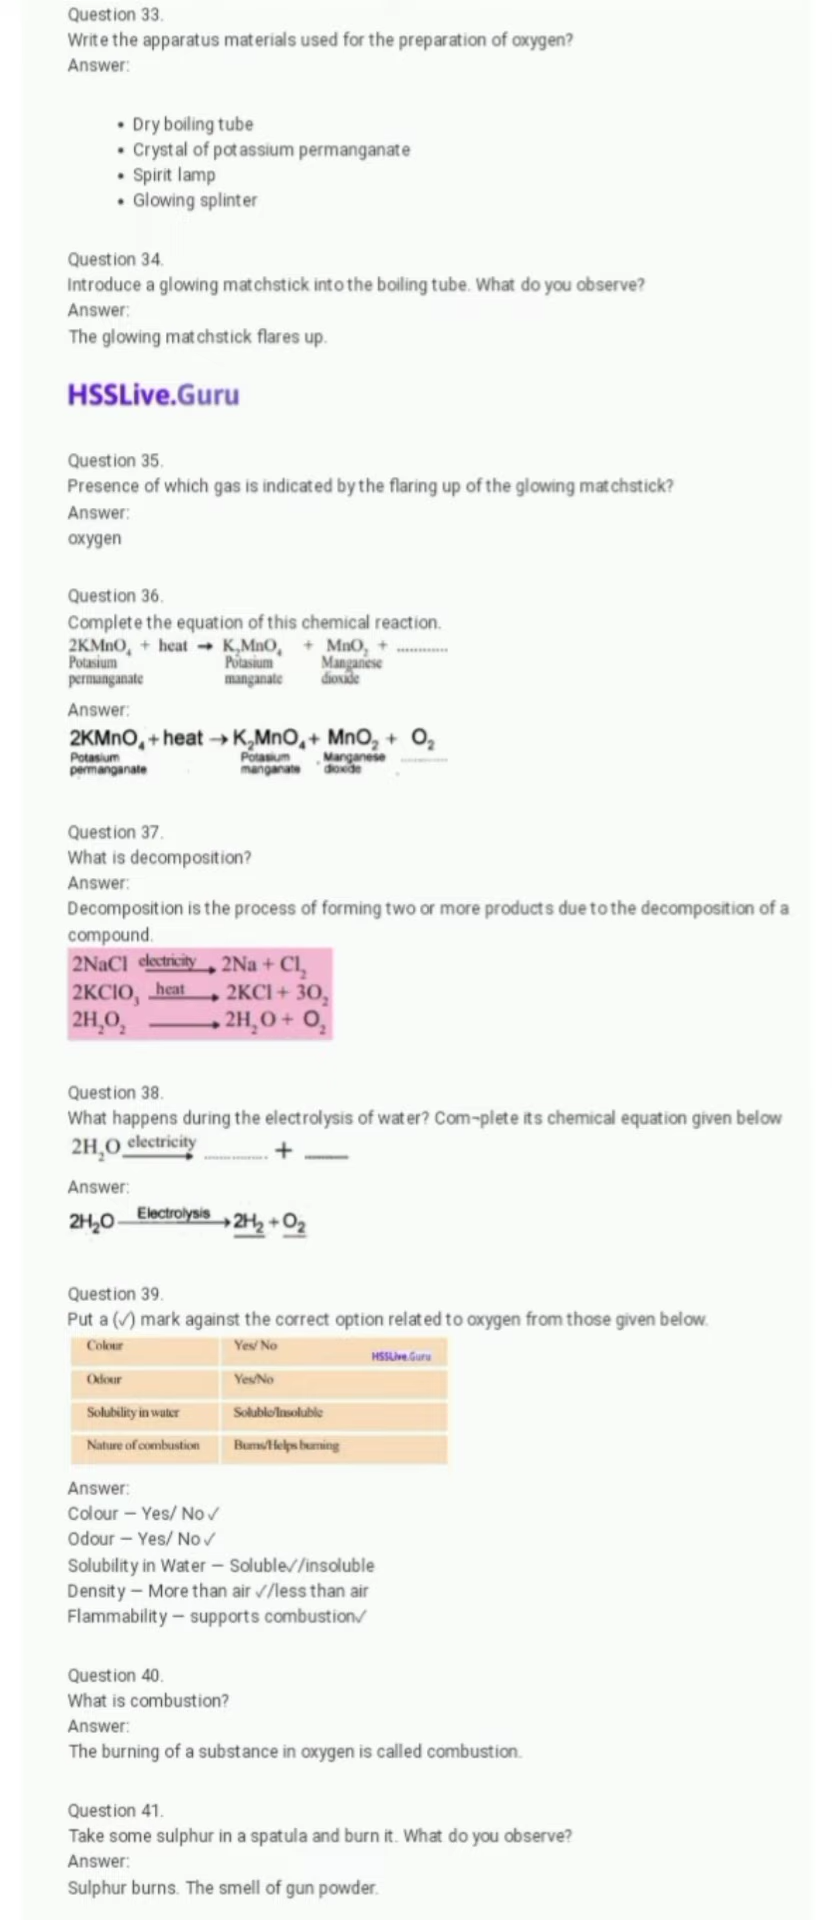 Question 33.
Write the apparatus materials used for the preparation of oxygen?
Answer:
• Dry boiling tube
• Crystal of potassium permanganate
• Spirit lamp
• Glowing splinter
Question 34.
Introduce a glowing matchstick into the boiling tube. What do you observe?
Answer:
The glowing matchstick flares up.
HSSLive.Guru
Question 35.
Presence of which gas is indicated by the flaring up of the glowing matchstick?
Answer:
oxygen
Question 36.
Complete the equation of this chemical reaction.
2KMnO₄ + heat → K₂MnO₄ + MnO₂ + ............
Potasium Potasium Manganese
permanganate manganate dioxide
Answer:
2KMnO₄ + heat → K₂MnO₄ + MnO₂ + O₂
Potasium Potasium Manganese ............
permanganate manganate dioxide
Question 37.
What is decomposition?
Answer:
Decomposition is the process of forming two or more products due to the decomposition of a
compound.
2NaCl electricity → 2Na + Cl₂
2KClO₃ heat → 2KCl + 3O₂
2H₂O₂ → 2H₂O + O₂
Question 38.
What happens during the electrolysis of water? Com¬plete its chemical equation given below
2H₂O electricity → ............ + ____
Answer:
2H₂O Electrolysis → 2H₂ + O₂
Question 39.
Put a (✓) mark against the correct option related to oxygen from those given below.
Colour Yes/ No
HSSLive.Guru
Odour Yes/No
Solubility in water Soluble/Insoluble
Nature of combustion Burns/Helps burning
Answer:
Colour – Yes/ No ✓
Odour – Yes/ No ✓
Solubility in Water – Soluble✓/insoluble
Density – More than air ✓/less than air
Flammability – supports combustion✓
Question 40.
What is combustion?
Answer:
The burning of a substance in oxygen is called combustion.
Question 41.
Take some sulphur in a spatula and burn it. What do you observe?
Answer:
Sulphur burns. The smell of gun powder.